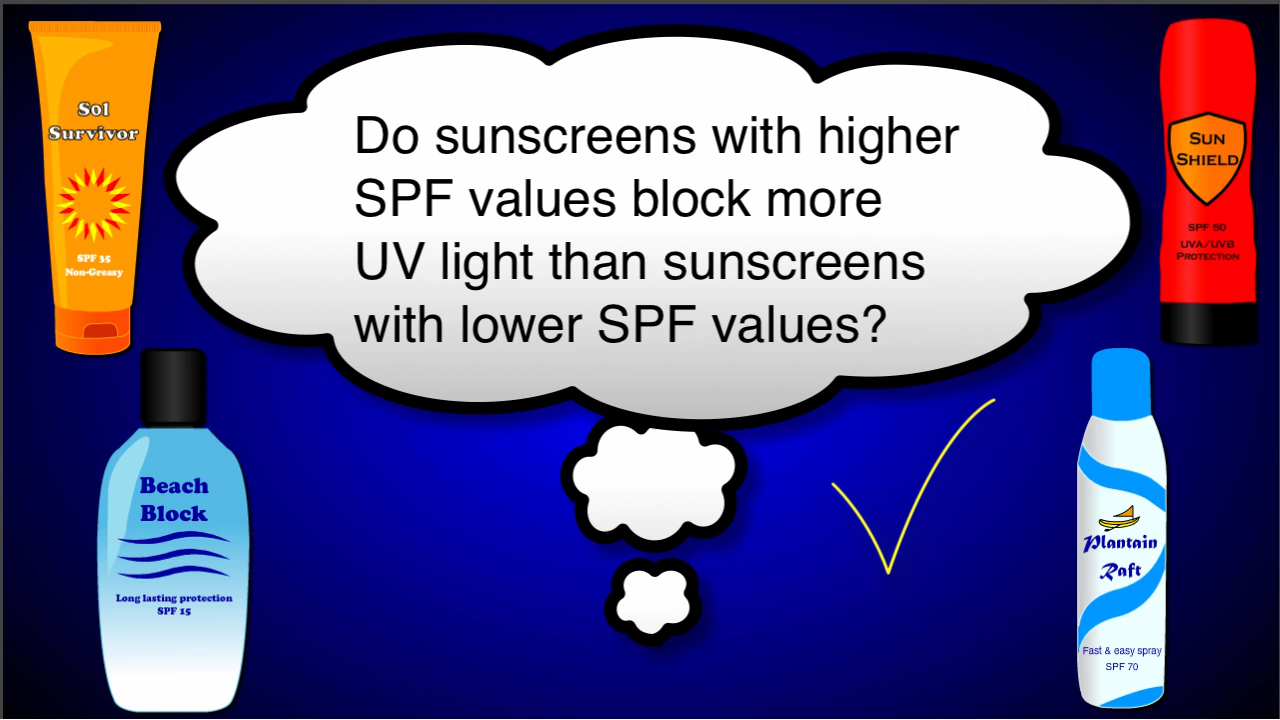 Sol
Survivor
SPF 35
Non-Greasy
Do sunscreens with higher
SPF values block more
UV light than sunscreens
with lower SPF values?
SUN
SHIELD
SPF 50
UVA/UVB
PROTECTION
Beach
Block
Long lasting protection
SPF 15
Plantain
Raft
Fast & easy spray
SPF 70